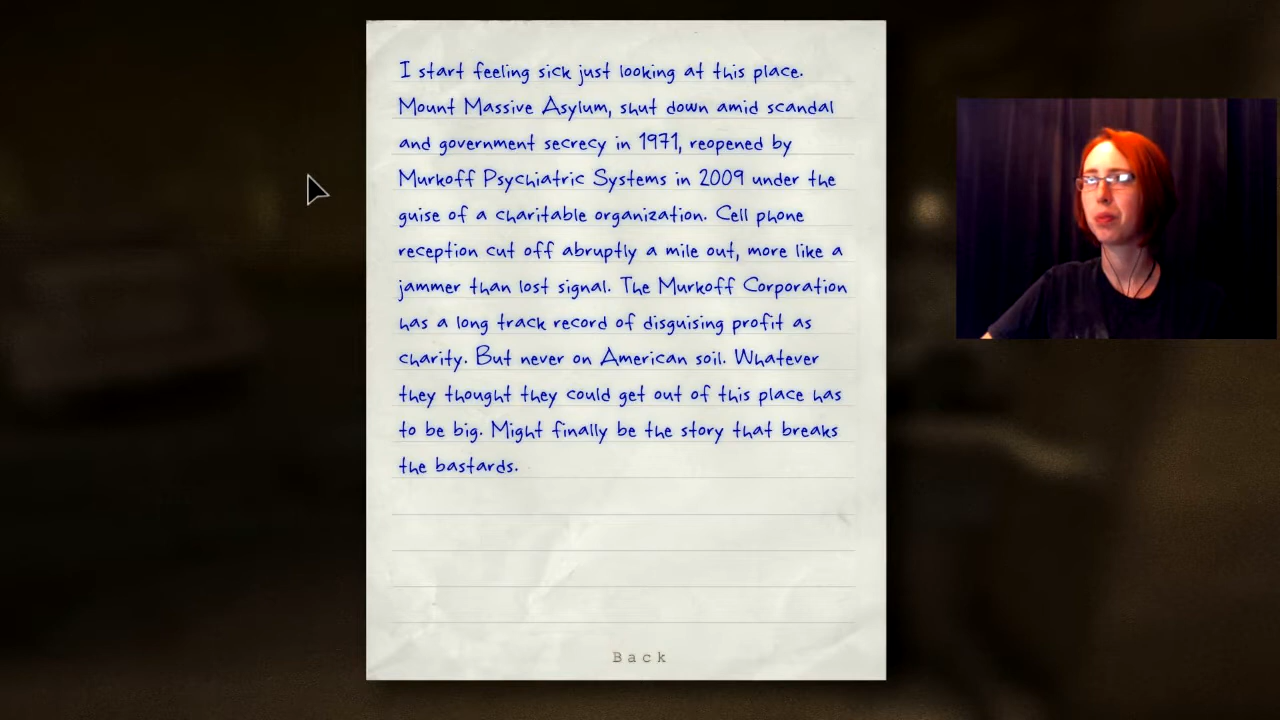 I start feeling sick just looking at this place.
Mount Massive Asylum, shut down amid scandal
and government secrecy in 1971, reopened by
Murkoff Psychiatric Systems in 2009 under the
guise of a charitable organization. Cell phone
reception cut off abruptly a mile out, more like a
jammer than lost signal. The Murkoff Corporation
has a long track record of disguising profit as
charity. But never on American soil. Whatever
they thought they could get out of this place has
to be big. Might finally be the story that breaks
the bastards.
Back